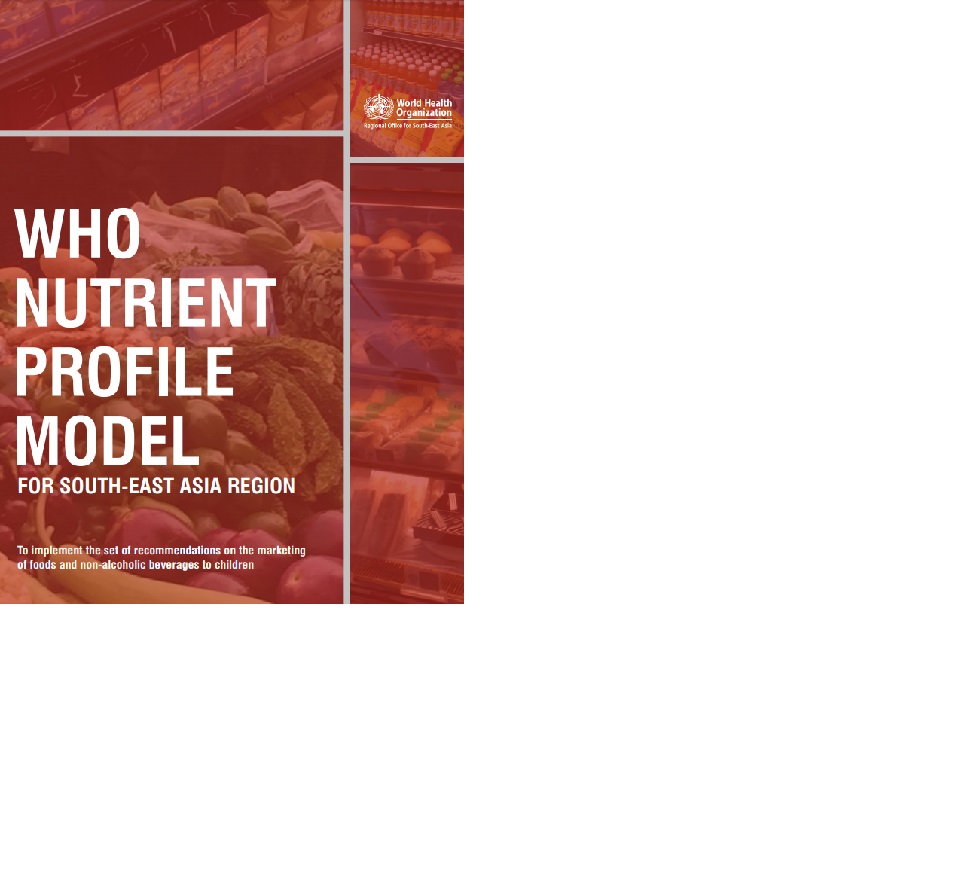 World Health
Organization
Regional Office for South-East Asia
WHO
NUTRIENT
PROFILE
MODEL
FOR SOUTH-EAST ASIA REGION
To implement the set of recommendations on the marketing
of foods and non-alcoholic beverages to children